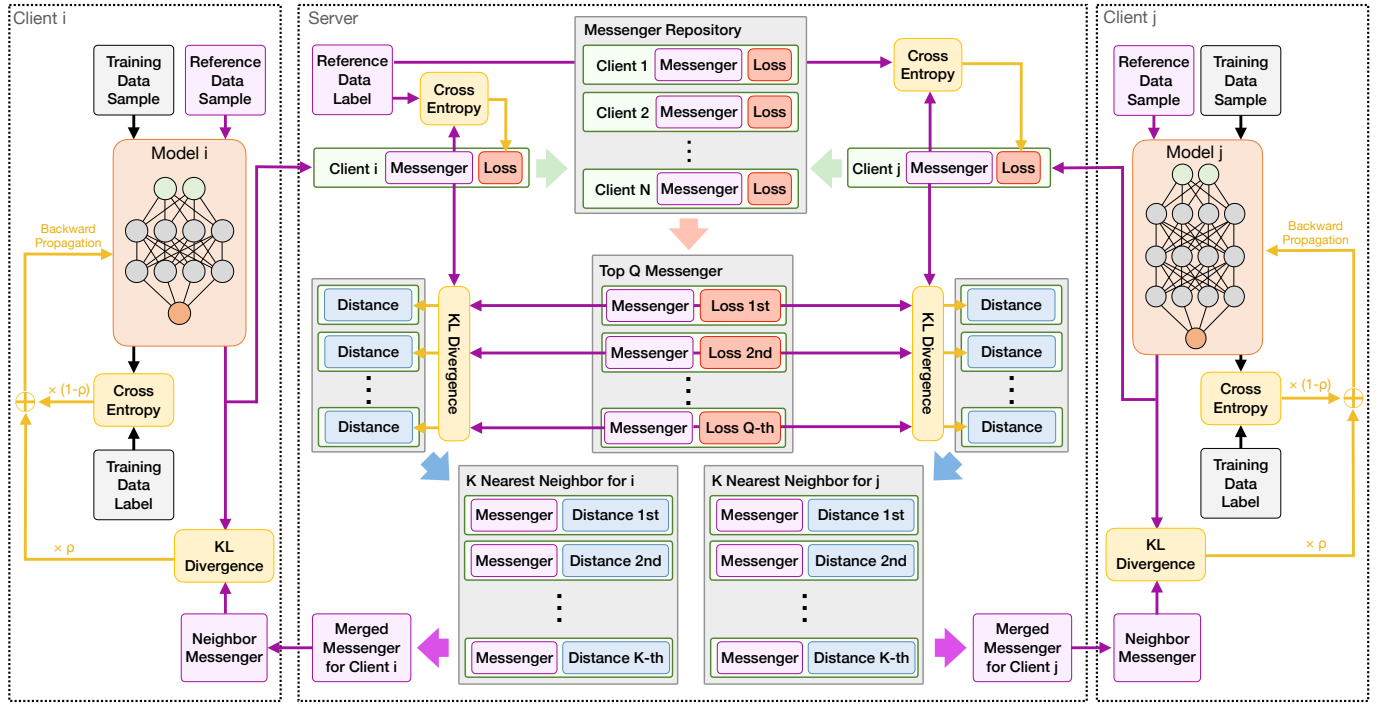 Client i
Training
Data
Sample
Reference
Data
Sample
Model i
Backward
Propagation
× (1-ρ)
Cross
Entropy
Training
Data
Label
× ρ
KL
Divergence
Neighbor
Messenger
Server
Reference
Data
Label
Cross
Entropy
Client i
Messenger
Loss
Messenger Repository
Client 1
Messenger
Loss
Client 2
Messenger
Loss
Client N
Messenger
Loss
Cross
Entropy
Client j
Messenger
Loss
Distance
Distance
Distance
KL Divergence
Top Q Messenger
Messenger
Loss 1st
Messenger
Loss 2nd
Messenger
Loss Q-th
KL Divergence
Distance
Distance
Distance
K Nearest Neighbor for i
Messenger
Distance 1st
Messenger
Distance 2nd
Messenger
Distance K-th
K Nearest Neighbor for j
Messenger
Distance 1st
Messenger
Distance 2nd
Messenger
Distance K-th
Merged
Messenger
for Client i
Merged
Messenger
for Client j
Client j
Reference
Data
Sample
Training
Data
Sample
Model j
Backward
Propagation
Cross
Entropy
× (1-ρ)
Training
Data
Label
KL
Divergence
× ρ
Neighbor
Messenger